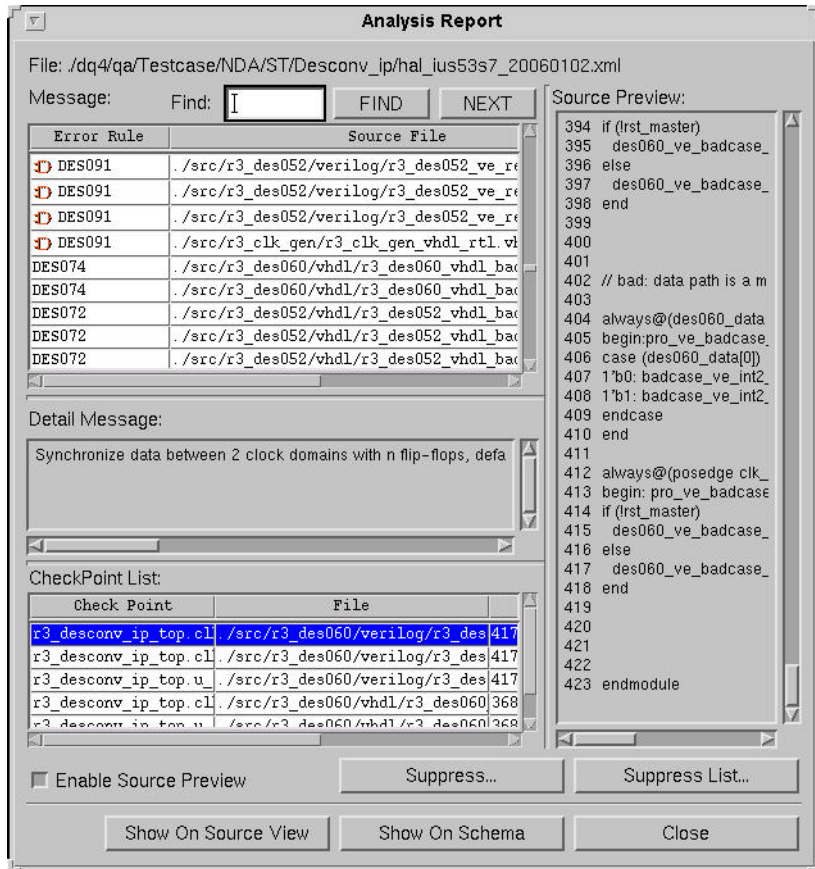 Analysis Report
File: ./dq4/qa/Testcase/NDA/ST/Desconv_ip/hal_ius53s7_20060102.xml
Message: Find: FIND NEXT
Error Rule Source File
DES091 ./src/r3_des052/verilog/r3_des052_ve_re
DES091 ./src/r3_des052/verilog/r3_des052_ve_re
DES091 ./src/r3_des052/verilog/r3_des052_ve_re
DES091 ./src/r3_clk_gen/r3_clk_gen_vhdl_rtl.vh
DES074 ./src/r3_des060/vhdl/r3_des060_vhdl_bad
DES074 ./src/r3_des060/vhdl/r3_des060_vhdl_bad
DES072 ./src/r3_des052/vhdl/r3_des052_vhdl_bad
DES072 ./src/r3_des052/vhdl/r3_des052_vhdl_bad
DES072 ./src/r3_des052/vhdl/r3_des052_vhdl_bad
Detail Message:
Synchronize data between 2 clock domains with n flip-flops, defa
CheckPoint List:
Check Point File
r3_desconv_ip_top.cl ./src/r3_des060/verilog/r3_des 417
r3_desconv_ip_top.cl ./src/r3_des060/verilog/r3_des 417
r3_desconv_ip_top.u_ ./src/r3_des060/verilog/r3_des 417
r3_desconv_ip_top.cl ./src/r3_des060/vhdl/r3_des060 368
r3_desconv_ip_top.u_ ./src/r3_des060/vhdl/r3_des060 368
Source Preview:
394 if (!rst_master)
395 des060_ve_badcase_
396 else
397 des060_ve_badcase_
398 end
399
400
401
402 // bad: data path is a m
403
404 always@(des060_data
405 begin:pro_ve_badcase_
406 case (des060_data[0])
407 1'b0: badcase_ve_int2_
408 1'b1: badcase_ve_int2_
409 endcase
410 end
411
412 always@(posedge clk_
413 begin: pro_ve_badcase
414 if (!rst_master)
415 des060_ve_badcase_
416 else
417 des060_ve_badcase_
418 end
419
420
421
422
423 endmodule
Enable Source Preview Suppress... Suppress List...
Show On Source View Show On Schema Close